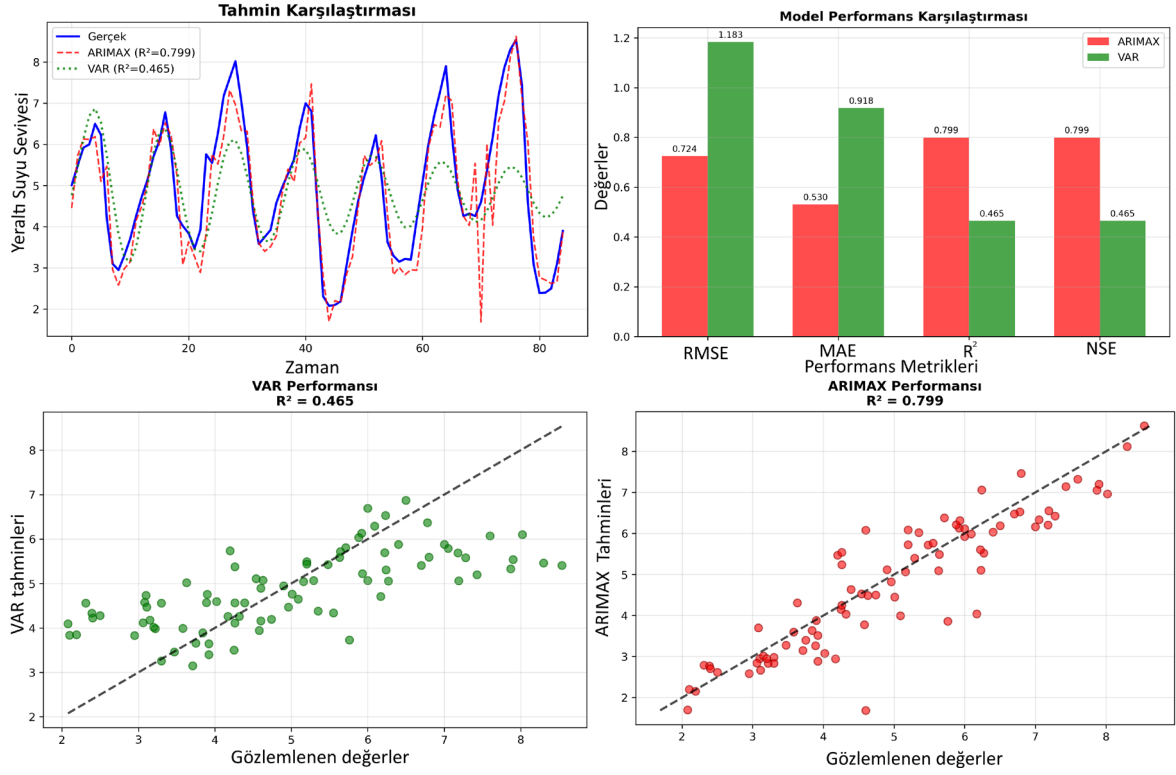 Tahmin Karşılaştırması
Gerçek
ARIMAX (R²=0.799)
VAR (R²=0.465)
Yeraltı Suyu Seviyesi
8
7
6
5
4
3
2
0
20
40
60
80
Zaman
Model Performans Karşılaştırması
ARIMAX
VAR
Değerler
1.2
1.0
0.8
0.6
0.4
0.2
0.0
0.724
1.183
0.530
0.918
0.799
0.465
0.799
0.465
RMSE
MAE
R²
NSE
Performans Metrikleri
VAR Performansı
R² = 0.465
VAR tahminleri
8
7
6
5
4
3
2
2
3
4
5
6
7
8
Gözlemlenen değerler
ARIMAX Performansı
R² = 0.799
ARIMAX Tahminleri
8
7
6
5
4
3
2
2
3
4
5
6
7
8
Gözlemlenen değerler